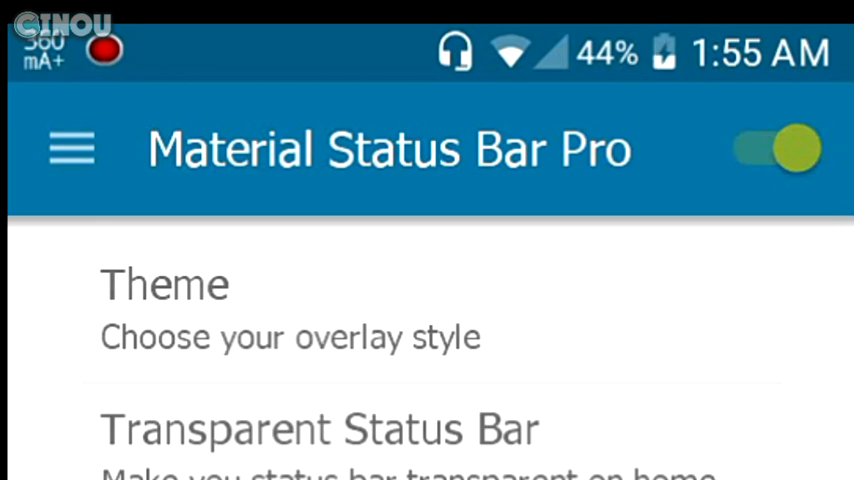 CINOU
360
mA+
44% 1:55 AM
Material Status Bar Pro
Theme
Choose your overlay style
Transparent Status Bar
Make you status bar transparent on home